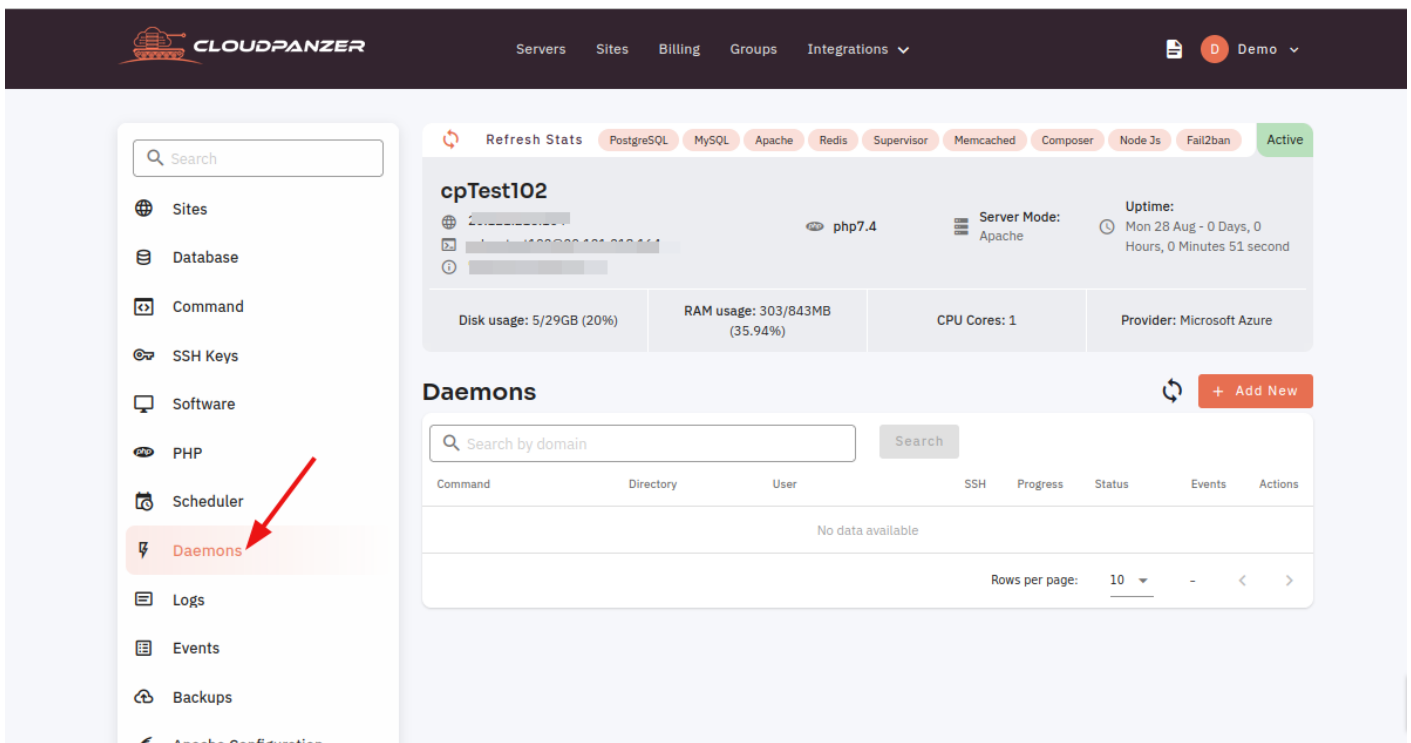 CLOUDPANZER
Servers Sites Billing Groups Integrations
D Demo
Search
Sites
Database
Command
SSH Keys
Software
php PHP
Scheduler
Daemons
Logs
Events
Backups
Apache Configuration
Refresh Stats PostgreSQL MySQL Apache Redis Supervisor Memcached Composer Node Js Fail2ban Active
cpTest102
php php7.4
Server Mode:
Apache
Uptime:
Mon 28 Aug - 0 Days, 0
Hours, 0 Minutes 51 second
Disk usage: 5/29GB (20%)
RAM usage: 303/843MB
(35.94%)
CPU Cores: 1
Provider: Microsoft Azure
Daemons
+ Add New
Search by domain
Search
Command Directory User SSH Progress Status Events Actions
No data available
Rows per page: 10 - < >